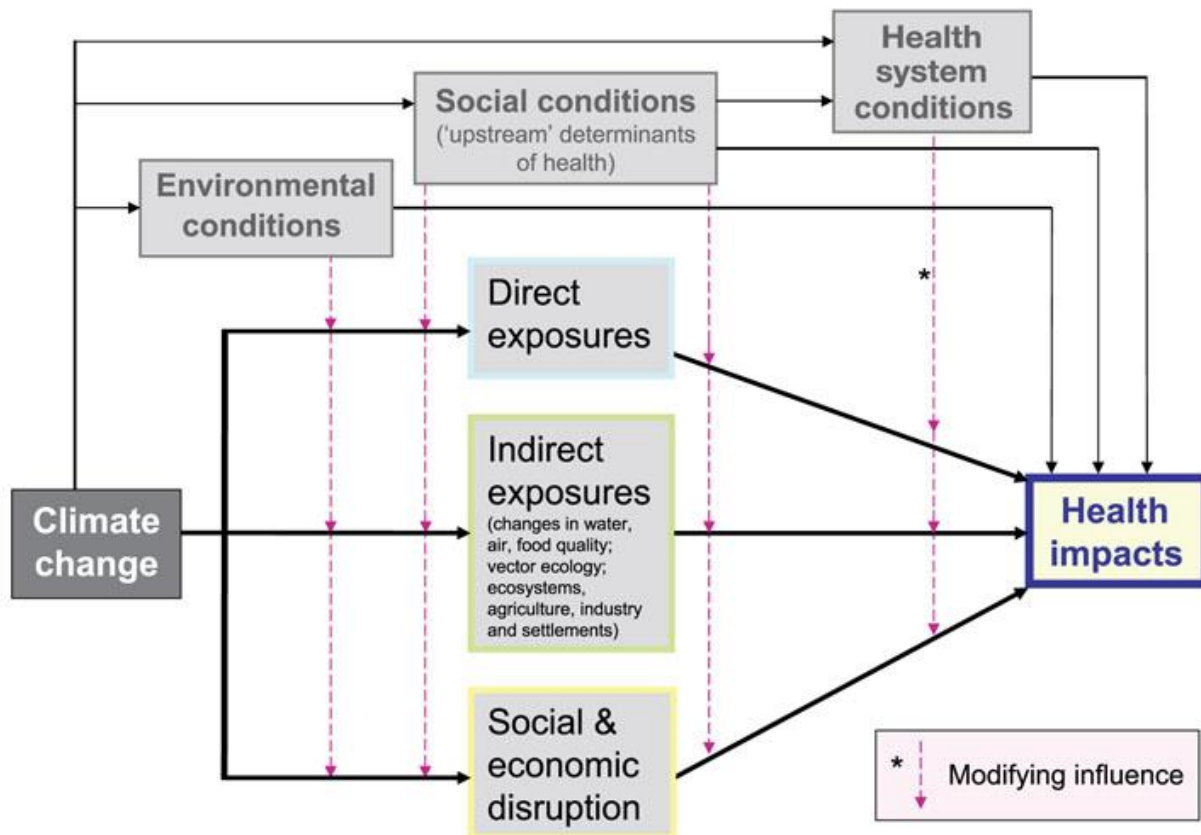 Health
system
conditions
Social conditions
(‘upstream’ determinants
of health)
Environmental
conditions
*
Direct
exposures
Indirect
exposures
(changes in water,
air, food quality;
vector ecology;
ecosystems,
agriculture, industry
and settlements)
Climate
change
Health
impacts
Social &
economic
disruption
* Modifying influence